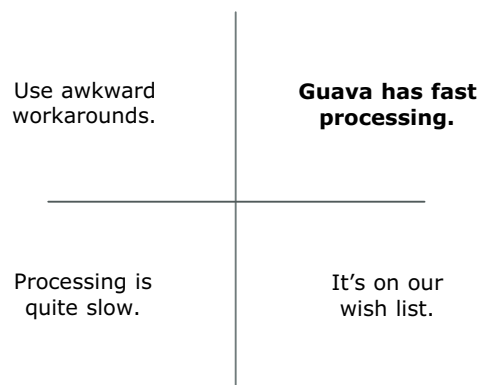 Use awkward
workarounds.
Guava has fast
processing.
Processing is
quite slow.
It’s on our
wish list.